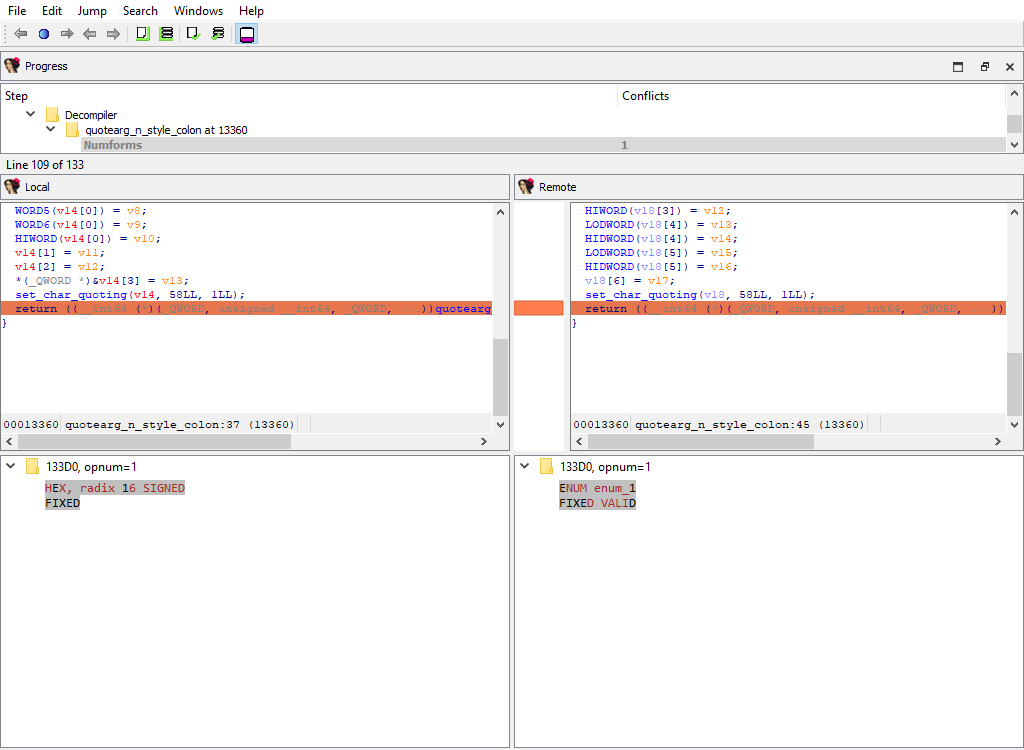 File Edit Jump Search Windows Help
Progress
Step Conflicts
Decompiler
quotearg_n_style_colon at 13360
Numforms 1
Line 109 of 133
Local
WORD5(v14[0]) = v8;
WORD6(v14[0]) = v9;
HIWORD(v14[0]) = v10;
v14[1] = v11;
v14[2] = v12;
*(_QWORD *)&v14[3] = v13;
set_char_quoting(v14, 58LL, 1LL);
return ((__int64 (*)(_QWORD, unsigned __int64, _QWORD, ...))quotearg
}
00013360 quotearg_n_style_colon:37 (13360)
Remote
HIWORD(v18[3]) = v12;
LODWORD(v18[4]) = v13;
HIDWORD(v18[4]) = v14;
LODWORD(v18[5]) = v15;
HIDWORD(v18[5]) = v16;
v18[6] = v17;
set_char_quoting(v18, 58LL, 1LL);
return ((__int64 (*)(_QWORD, unsigned __int64, _QWORD, ...))
}
00013360 quotearg_n_style_colon:45 (13360)
133D0, opnum=1
HEX, radix 16 SIGNED
FIXED
133D0, opnum=1
ENUM enum_1
FIXED VALID